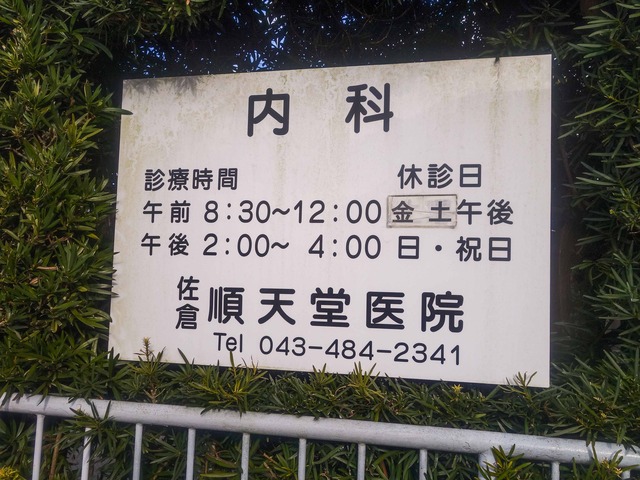 内科
診療時間 休診日
午前 8:30~12:00 金 土午後
午後 2:00~ 4:00 日・祝日
佐倉 順天堂医院
Tel 043-484-2341